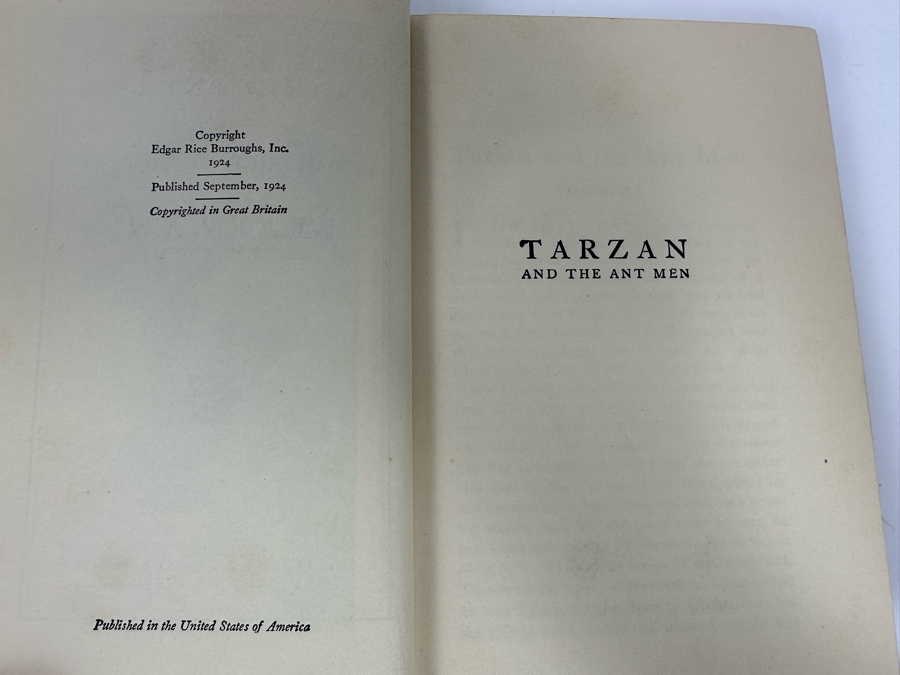 Copyright
Edgar Rice Burroughs, Inc.
1924
Published September, 1924
Copyrighted in Great Britain
Published in the United States of America
TARZAN
AND THE ANT MEN